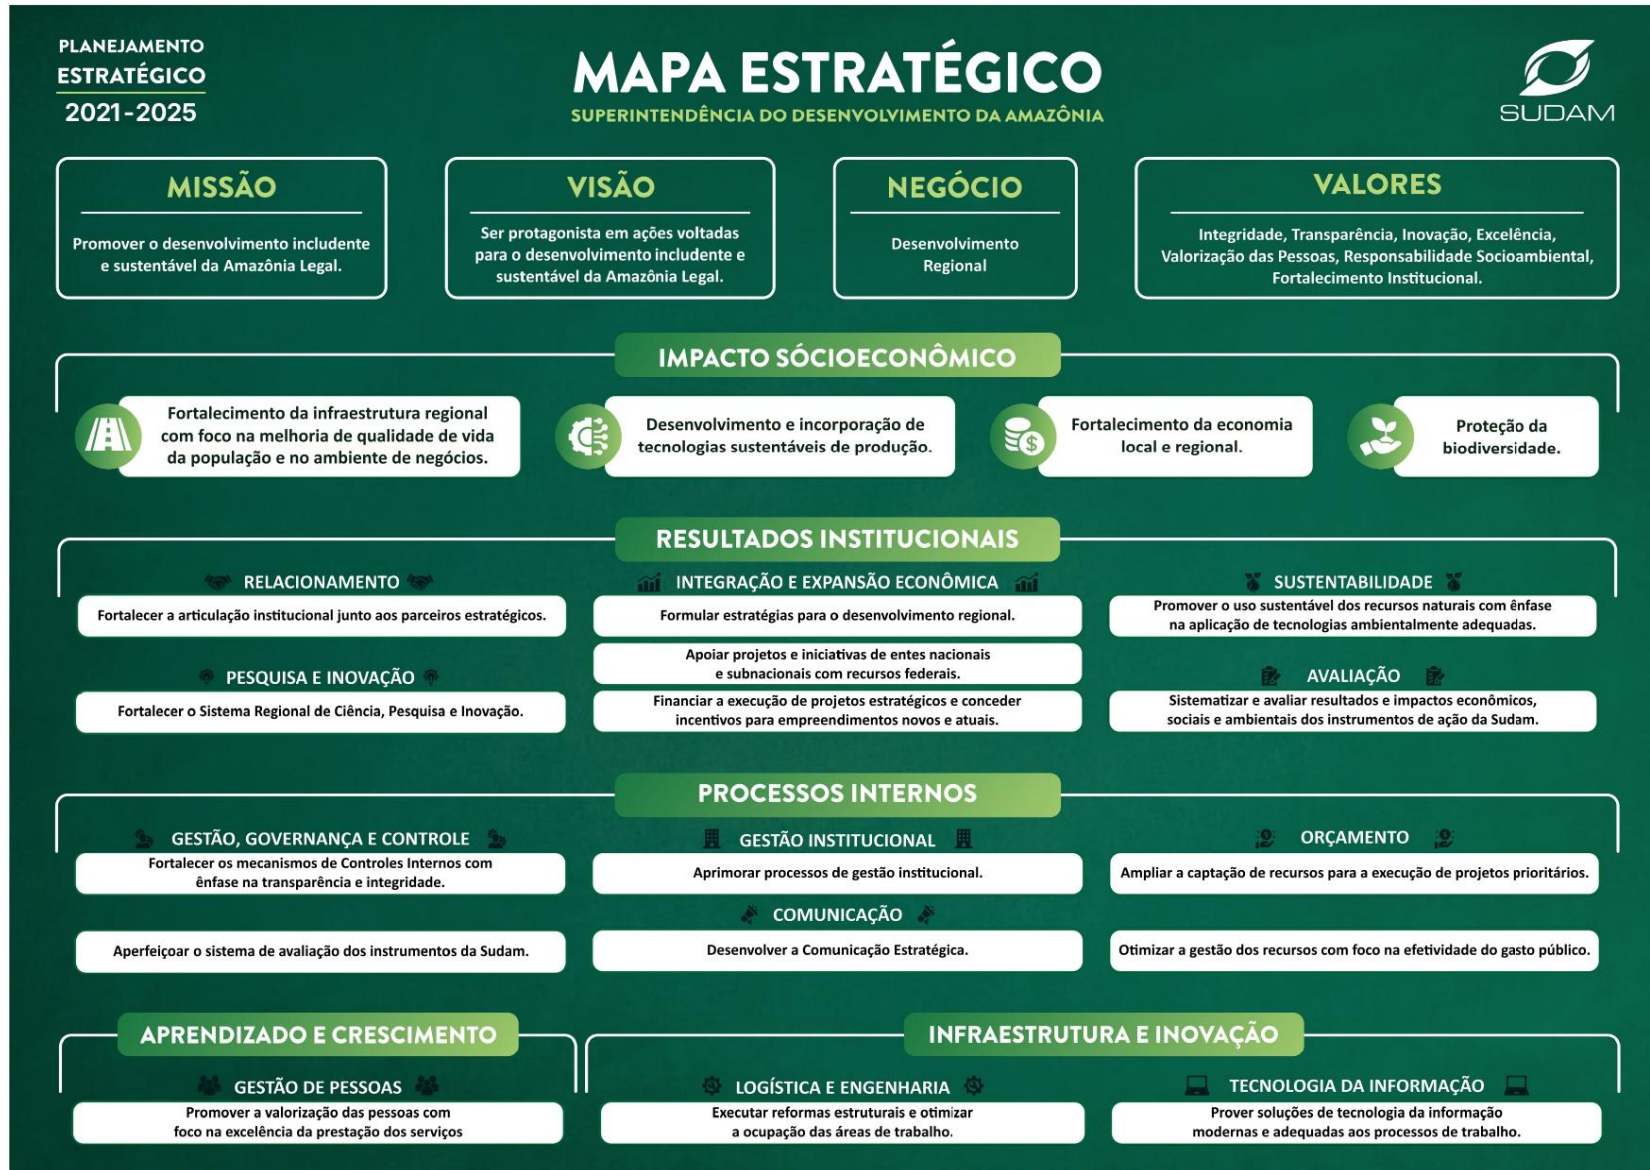 PLANEJAMENTO
ESTRATÉGICO
2021-2025
MAPA ESTRATÉGICO
SUPERINTENDÊNCIA DO DESENVOLVIMENTO DA AMAZÔNIA
SUDAM
MISSÃO
Promover o desenvolvimento includente
e sustentável da Amazônia Legal.
VISÃO
Ser protagonista em ações voltadas
para o desenvolvimento includente e
sustentável da Amazônia Legal.
NEGÓCIO
Desenvolvimento
Regional
VALORES
Integridade, Transparência, Inovação, Excelência,
Valorização das Pessoas, Responsabilidade Socioambiental,
Fortalecimento Institucional.
IMPACTO SÓCIOECONÔMICO
Fortalecimento da infraestrutura regional
com foco na melhoria de qualidade de vida
da população e no ambiente de negócios.
Desenvolvimento e incorporação de
tecnologias sustentáveis de produção.
Fortalecimento da economia
local e regional.
Proteção da
biodiversidade.
RESULTADOS INSTITUCIONAIS
RELACIONAMENTO
Fortalecer a articulação institucional junto aos parceiros estratégicos.
PESQUISA E INOVAÇÃO
Fortalecer o Sistema Regional de Ciência, Pesquisa e Inovação.
INTEGRAÇÃO E EXPANSÃO ECONÔMICA
Formular estratégias para o desenvolvimento regional.
Apoiar projetos e iniciativas de entes nacionais
e subnacionais com recursos federais.
Financiar a execução de projetos estratégicos e conceder
incentivos para empreendimentos novos e atuais.
SUSTENTABILIDADE
Promover o uso sustentável dos recursos naturais com ênfase
na aplicação de tecnologias ambientalmente adequadas.
AVALIAÇÃO
Sistematizar e avaliar resultados e impactos econômicos,
sociais e ambientais dos instrumentos de ação da Sudam.
PROCESSOS INTERNOS
GESTÃO, GOVERNANÇA E CONTROLE
Fortalecer os mecanismos de Controles Internos com
ênfase na transparência e integridade.
Aperfeiçoar o sistema de avaliação dos instrumentos da Sudam.
GESTÃO INSTITUCIONAL
Aprimorar processos de gestão institucional.
COMUNICAÇÃO
Desenvolver a Comunicação Estratégica.
ORÇAMENTO
Ampliar a captação de recursos para a execução de projetos prioritários.
Otimizar a gestão dos recursos com foco na efetividade do gasto público.
APRENDIZADO E CRESCIMENTO
GESTÃO DE PESSOAS
Promover a valorização das pessoas com
foco na excelência da prestação dos serviços
INFRAESTRUTURA E INOVAÇÃO
LOGÍSTICA E ENGENHARIA
Executar reformas estruturais e otimizar
a ocupação das áreas de trabalho.
TECNOLOGIA DA INFORMAÇÃO
Prover soluções de tecnologia da informação
modernas e adequadas aos processos de trabalho.